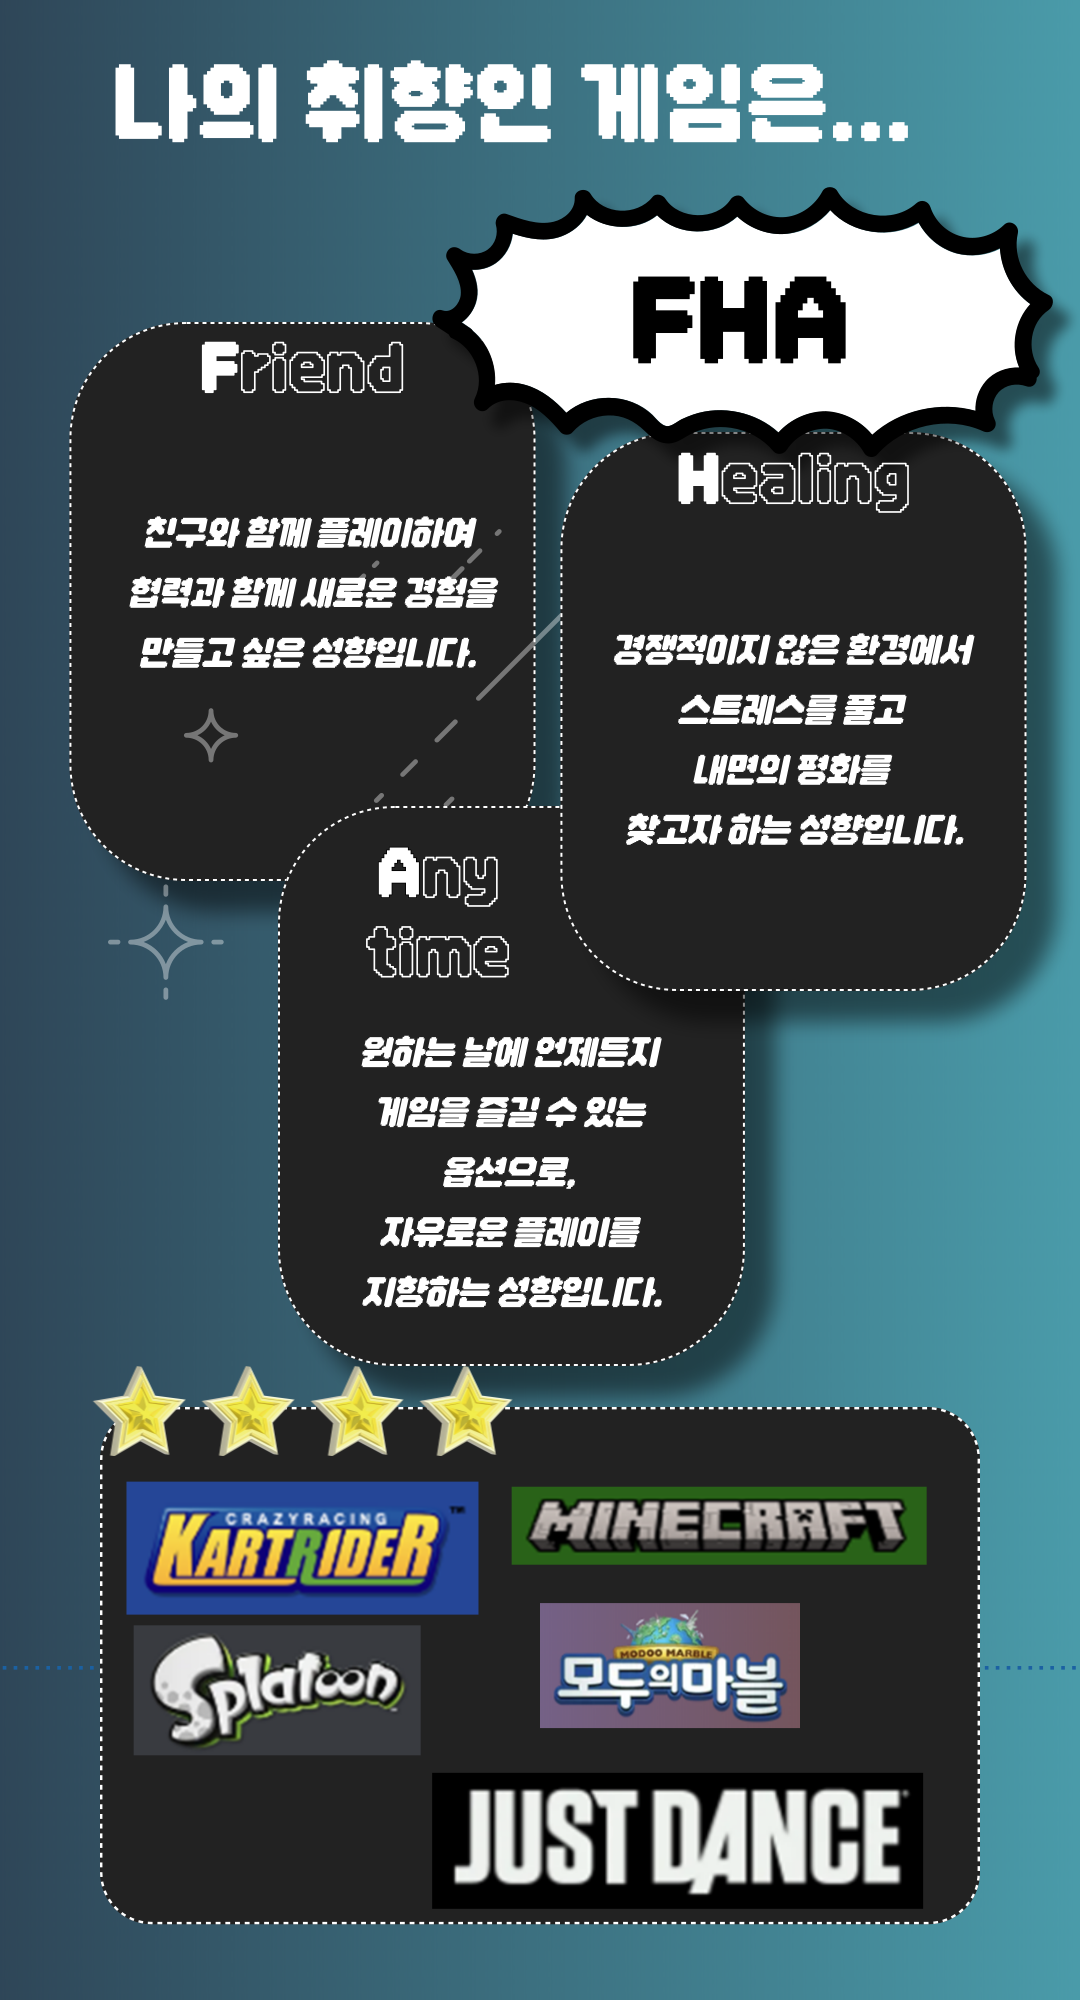 나의 취향인 게임은...
FHA
Friend
친구와 함께 플레이하여
협력과 함께 새로운 경험을
만들고 싶은 성향입니다.
Healing
경쟁적이지 않은 환경에서
스트레스를 풀고
내면의 평화를
찾고자 하는 성향입니다.
Any
time
원하는 날에 언제든지
게임을 즐길 수 있는
옵션으로,
자유로운 플레이를
지향하는 성향입니다.
CRAZYRACING
KARTRIDER™
MINECRAFT
Splatoon
MODOO MARBLE
모두의마블
JUST DANCE